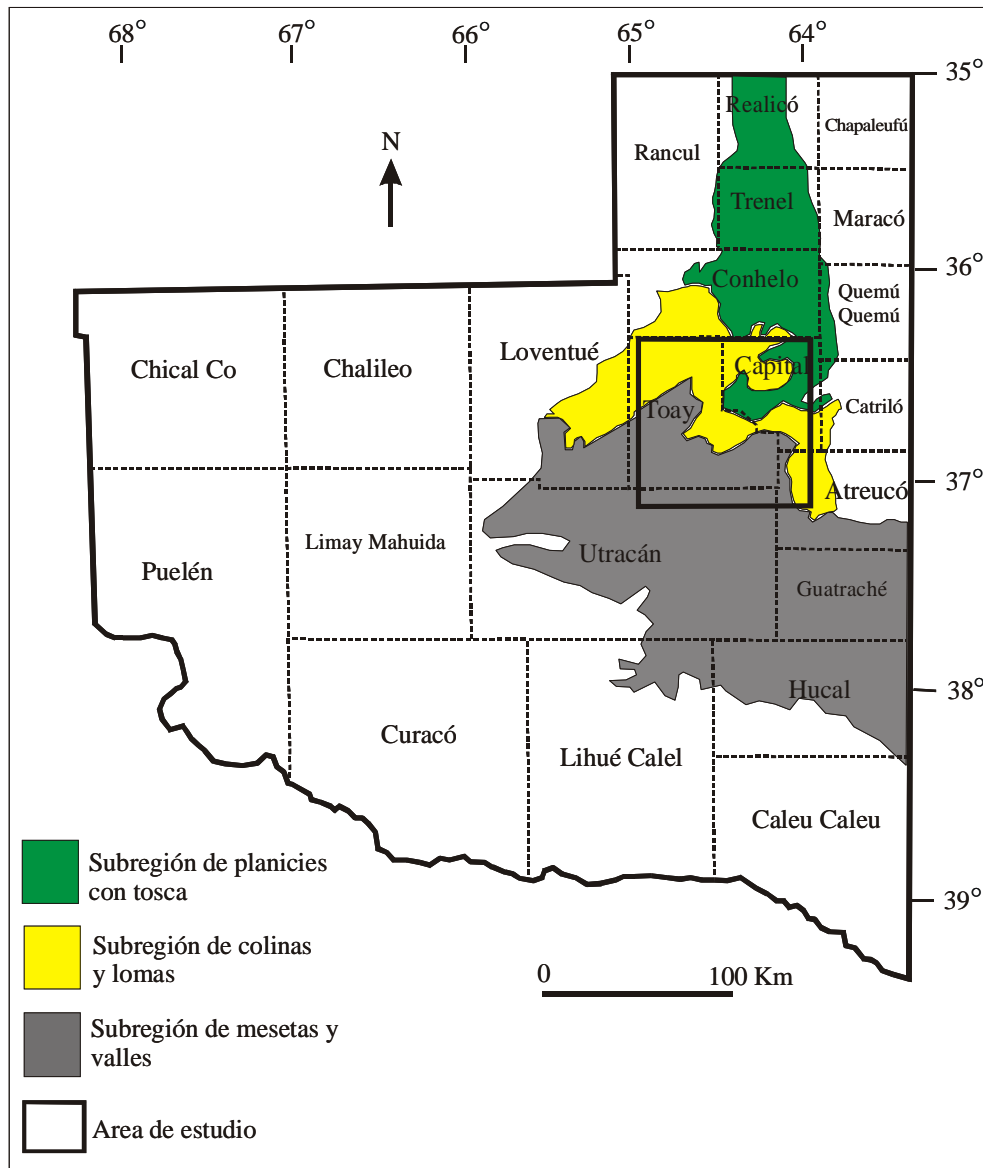 68° 67° 66° 65° 64°
35°
Realicó
Chapaleufú
N
Rancul
Trenel
Maracó
36°
Conhelo
Quemú
Quemú
Loventué
Chical Co
Chalileo
Capital
Toay
Catriló
37°
Atreucó
Limay Mahuida
Utracán
Puelén
Guatraché
38°
Hucal
Curacó
Lihué Calel
Caleu Caleu
Subregión de planicies
con tosca
39°
Subregión de colinas
y lomas
0 100 Km
Subregión de mesetas y
valles
Area de estudio